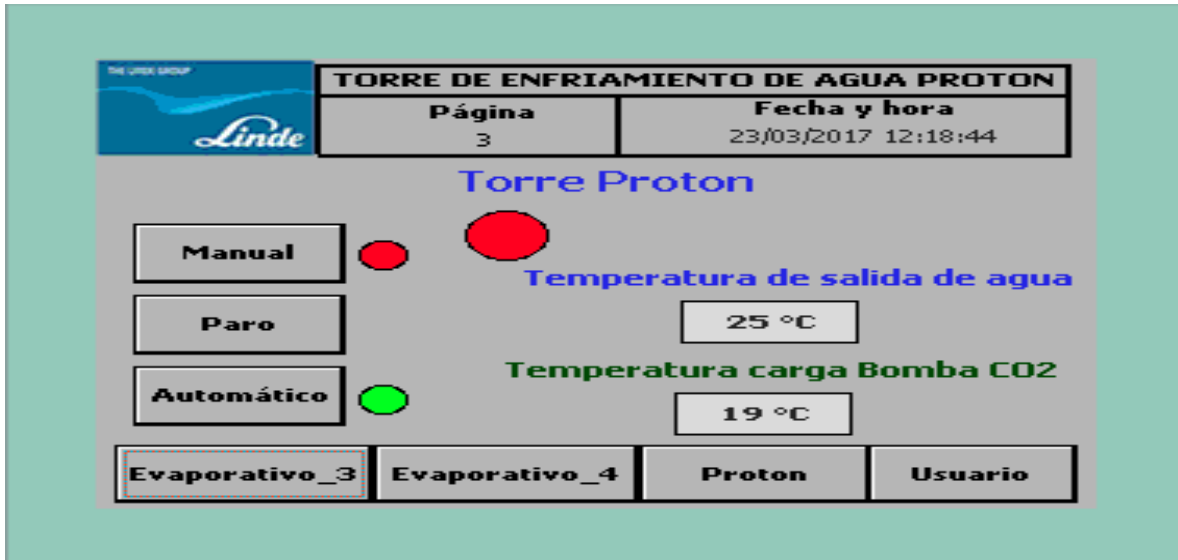 THE LINDE GROUP
Linde
TORRE DE ENFRIAMIENTO DE AGUA PROTON
Página
3
Fecha y hora
23/03/2017 12:18:44
Torre Proton
Manual
Temperatura de salida de agua
Paro
25 °C
Temperatura carga Bomba CO2
Automático
19 °C
Evaporativo_3
Evaporativo_4
Proton
Usuario